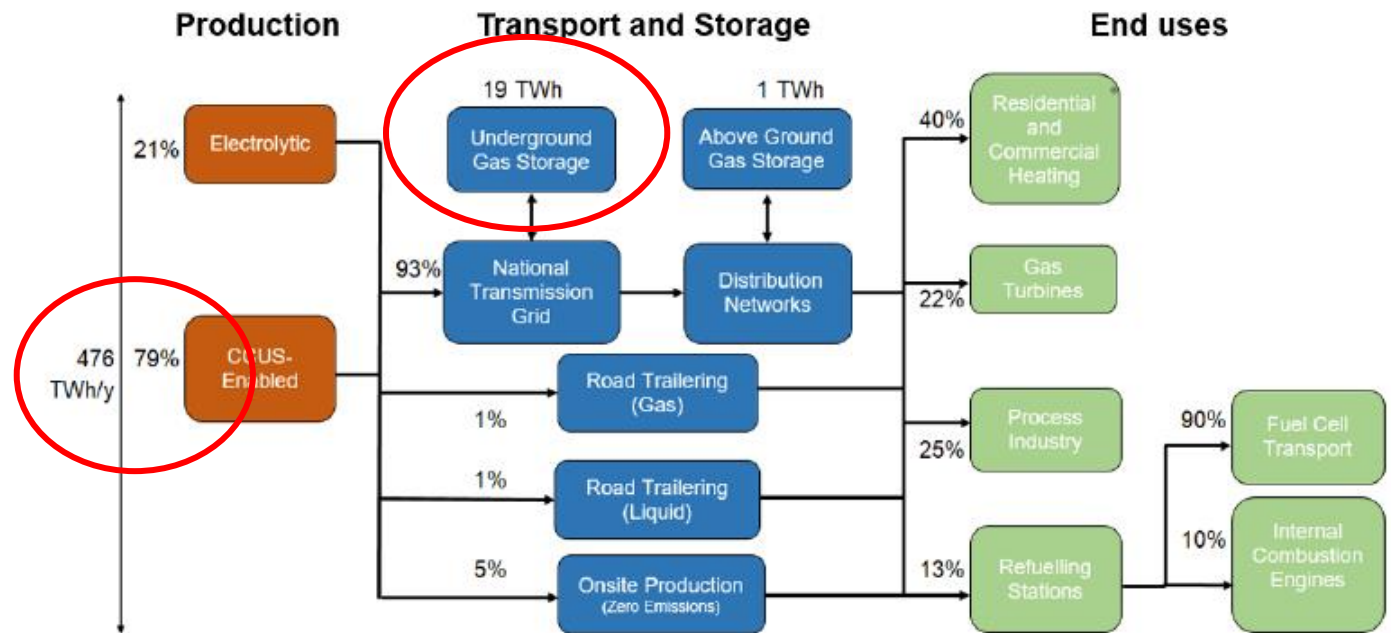 Production
Transport and Storage
End uses
476
TWh/y
21%
Electrolytic
79%
CCUS-
Enabled
19 TWh
Underground
Gas Storage
1 TWh
Above Ground
Gas Storage
93%
National
Transmission
Grid
Distribution
Networks
1%
Road Trailering
(Gas)
1%
Road Trailering
(Liquid)
5%
Onsite Production
(Zero Emissions)
40%
Residential
and
Commercial
Heating
22%
Gas
Turbines
25%
Process
Industry
13%
Refuelling
Stations
90%
Fuel Cell
Transport
10%
Internal
Combustion
Engines